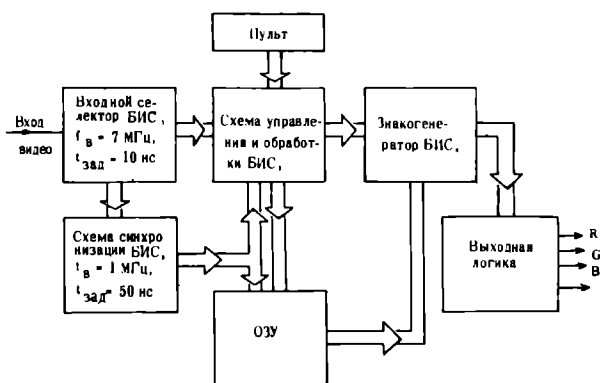 Пульт
Вход
видео
Входной се-
лектор БИС,
f в = 7 МГц,
t зад = 10 нс
Схема управле-
ния и обработ-
ки БИС,
Знакогене-
ратор БИС,
Схема синхро-
низации БИС,
t в = 1 МГц,
t зад = 50 нс
Выходная
логика
R
G
B
ОЗУ